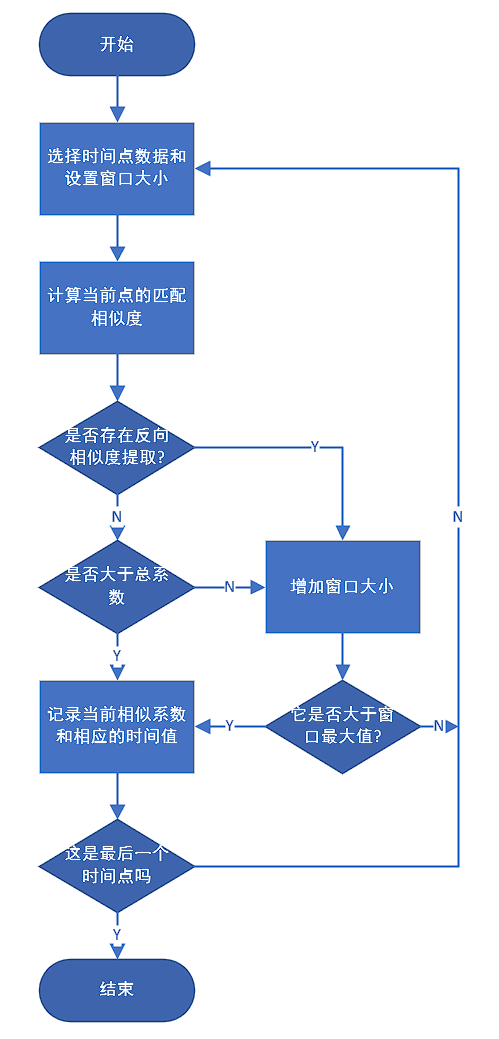 开始
选择时间点数据和
设置窗口大小
计算当前点的匹配
相似度
是否存在反向
相似度提取?
Y
N
N
是否大于总系
数
N
增加窗口大小
Y
记录当前相似系数
和相应的时间值
Y
它是否大于窗
口最大值?
N
这是最后一个
时间点吗
Y
结束